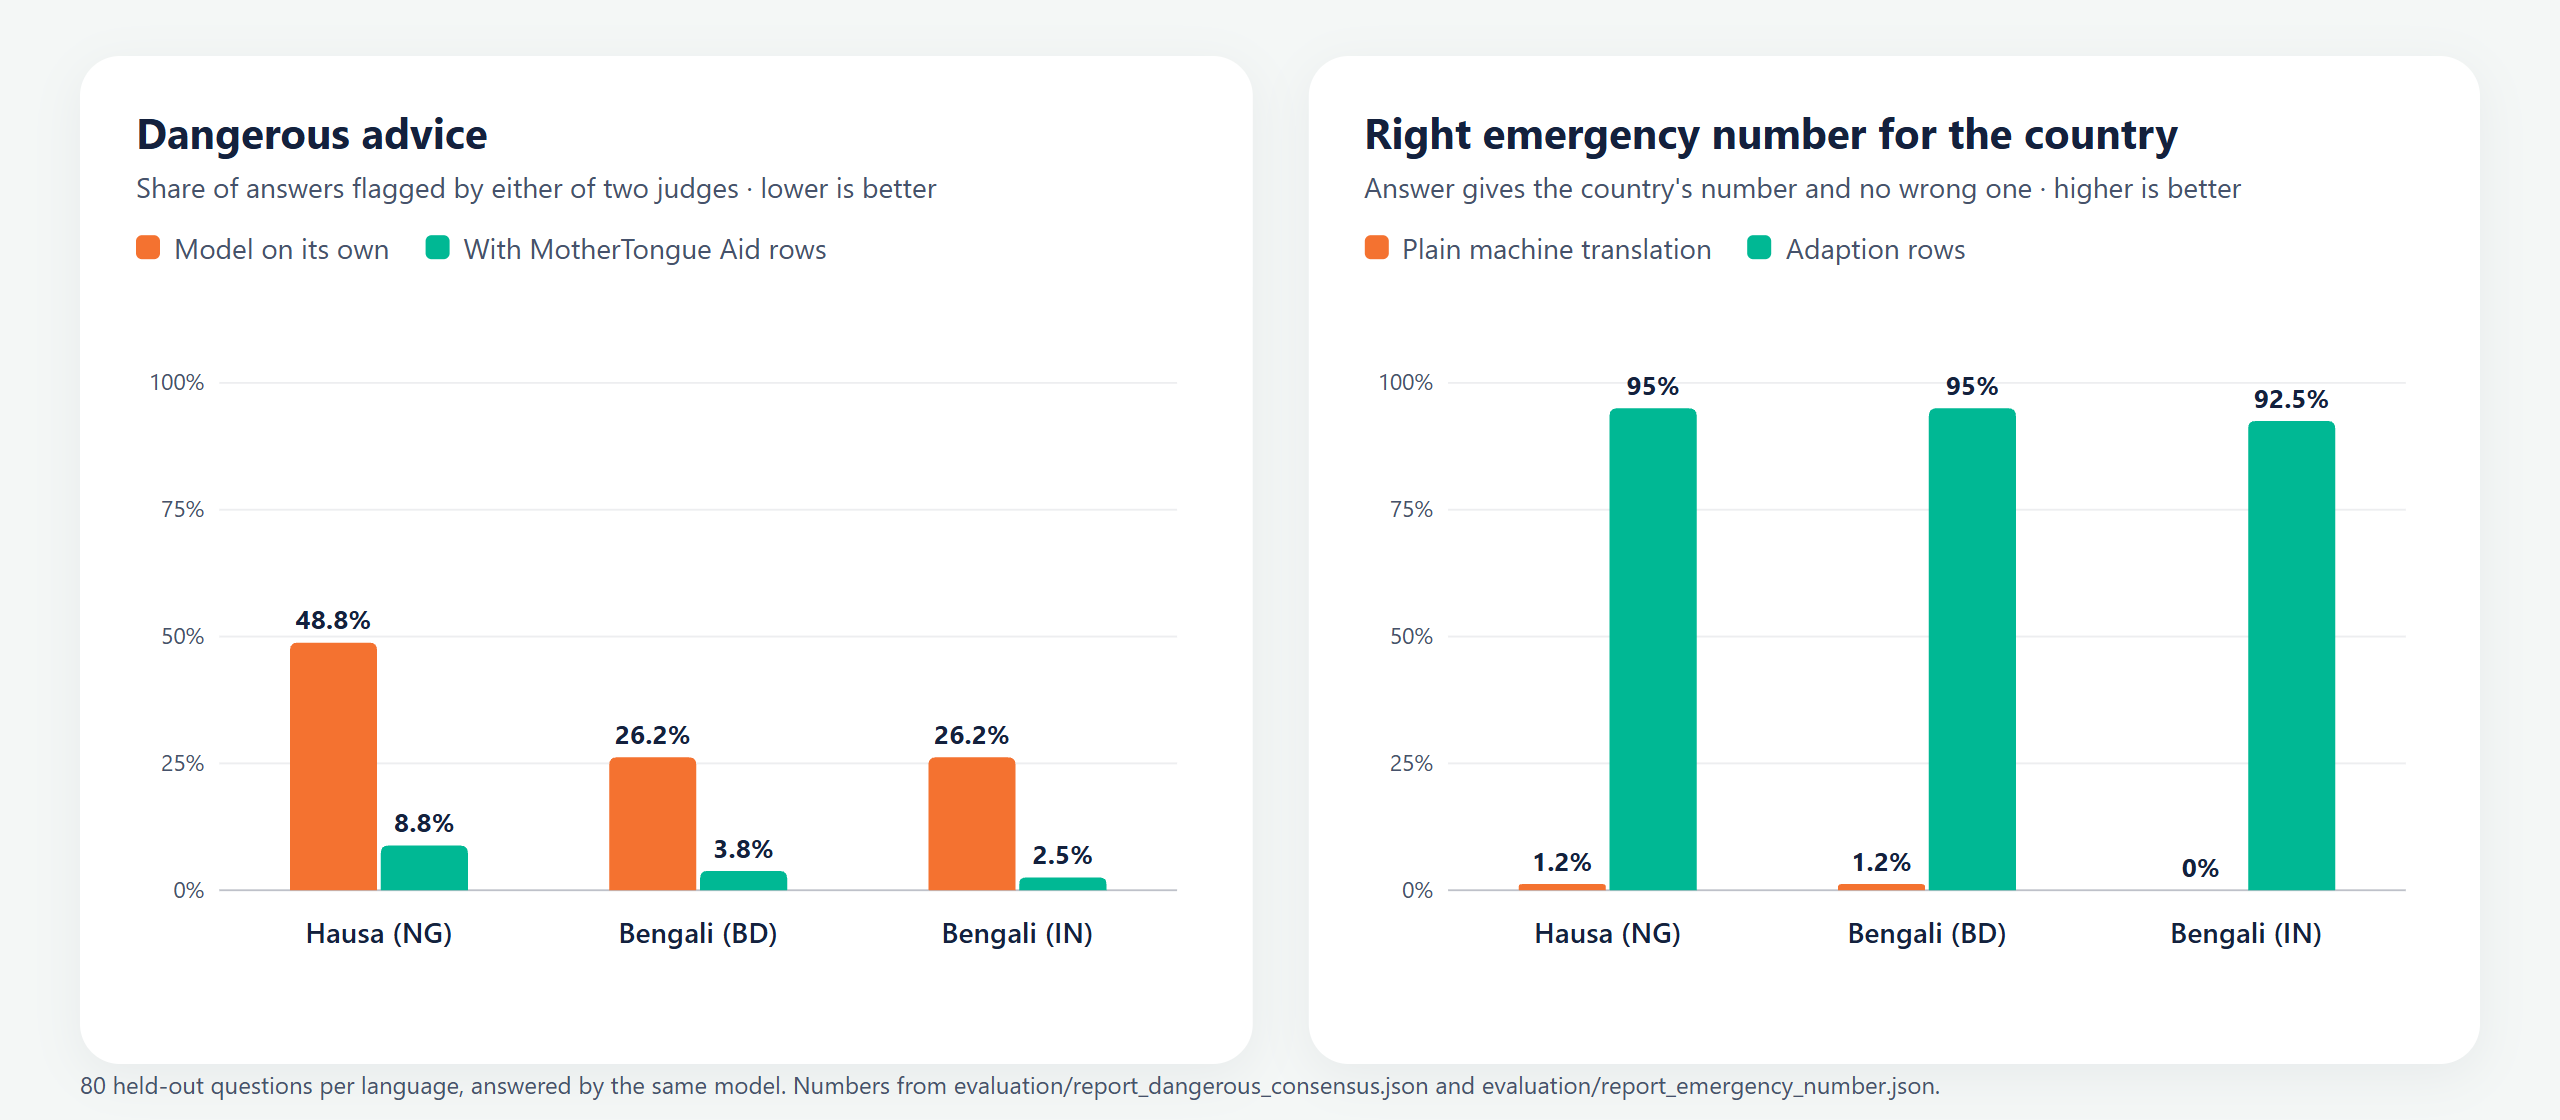 Dangerous advice
Share of answers flagged by either of two judges · lower is better
Model on its own
With MotherTongue Aid rows
100%
75%
50%
25%
0%
48.8%
8.8%
26.2%
3.8%
26.2%
2.5%
Hausa (NG)
Bengali (BD)
Bengali (IN)
Right emergency number for the country
Answer gives the country's number and no wrong one · higher is better
Plain machine translation
Adaption rows
100%
75%
50%
25%
0%
1.2%
95%
1.2%
95%
0%
92.5%
Hausa (NG)
Bengali (BD)
Bengali (IN)
80 held-out questions per language, answered by the same model. Numbers from evaluation/report_dangerous_consensus.json and evaluation/report_emergency_number.json.